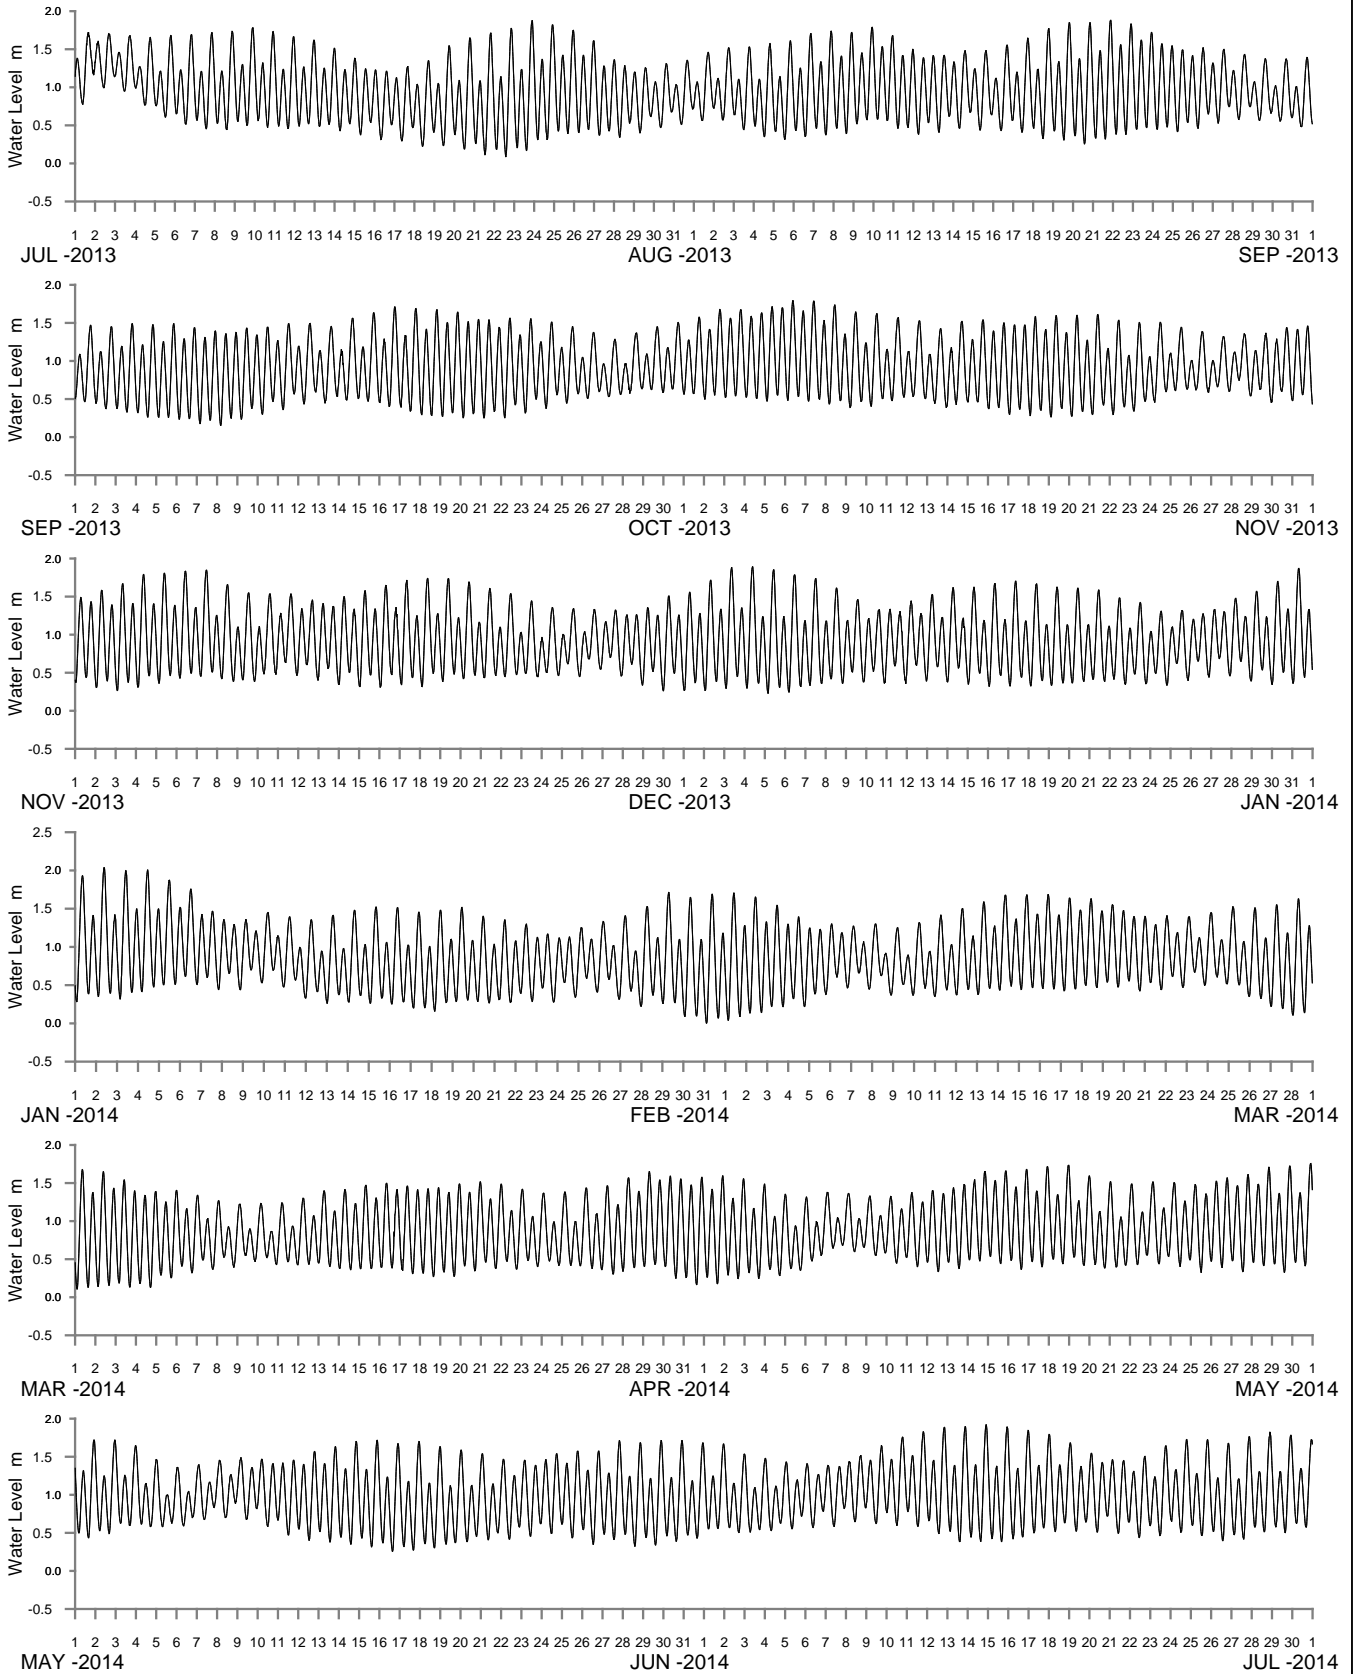 2.0
1.5
1.0
0.5
0.0
-0.5
Water Level m
1 2 3 4 5 6 7 8 9 10 11 12 13 14 15 16 17 18 19 20 21 22 23 24 25 26 27 28 29 30 31 1 2 3 4 5 6 7 8 9 10 11 12 13 14 15 16 17 18 19 20 21 22 23 24 25 26 27 28 29 30 31 1
JUL -2013 AUG -2013 SEP -2013
2.0
1.5
1.0
0.5
0.0
-0.5
Water Level m
1 2 3 4 5 6 7 8 9 10 11 12 13 14 15 16 17 18 19 20 21 22 23 24 25 26 27 28 29 30 1 2 3 4 5 6 7 8 9 10 11 12 13 14 15 16 17 18 19 20 21 22 23 24 25 26 27 28 29 30 31 1
SEP -2013 OCT -2013 NOV -2013
2.0
1.5
1.0
0.5
0.0
-0.5
Water Level m
1 2 3 4 5 6 7 8 9 10 11 12 13 14 15 16 17 18 19 20 21 22 23 24 25 26 27 28 29 30 1 2 3 4 5 6 7 8 9 10 11 12 13 14 15 16 17 18 19 20 21 22 23 24 25 26 27 28 29 30 31 1
NOV -2013 DEC -2013 JAN -2014
2.5
2.0
1.5
1.0
0.5
0.0
-0.5
Water Level m
1 2 3 4 5 6 7 8 9 10 11 12 13 14 15 16 17 18 19 20 21 22 23 24 25 26 27 28 29 30 31 1 2 3 4 5 6 7 8 9 10 11 12 13 14 15 16 17 18 19 20 21 22 23 24 25 26 27 28 1
JAN -2014 FEB -2014 MAR -2014
2.0
1.5
1.0
0.5
0.0
-0.5
Water Level m
1 2 3 4 5 6 7 8 9 10 11 12 13 14 15 16 17 18 19 20 21 22 23 24 25 26 27 28 29 30 31 1 2 3 4 5 6 7 8 9 10 11 12 13 14 15 16 17 18 19 20 21 22 23 24 25 26 27 28 29 30 1
MAR -2014 APR -2014 MAY -2014
2.0
1.5
1.0
0.5
0.0
-0.5
Water Level m
1 2 3 4 5 6 7 8 9 10 11 12 13 14 15 16 17 18 19 20 21 22 23 24 25 26 27 28 29 30 31 1 2 3 4 5 6 7 8 9 10 11 12 13 14 15 16 17 18 19 20 21 22 23 24 25 26 27 28 29 30 1
MAY -2014 JUN -2014 JUL -2014